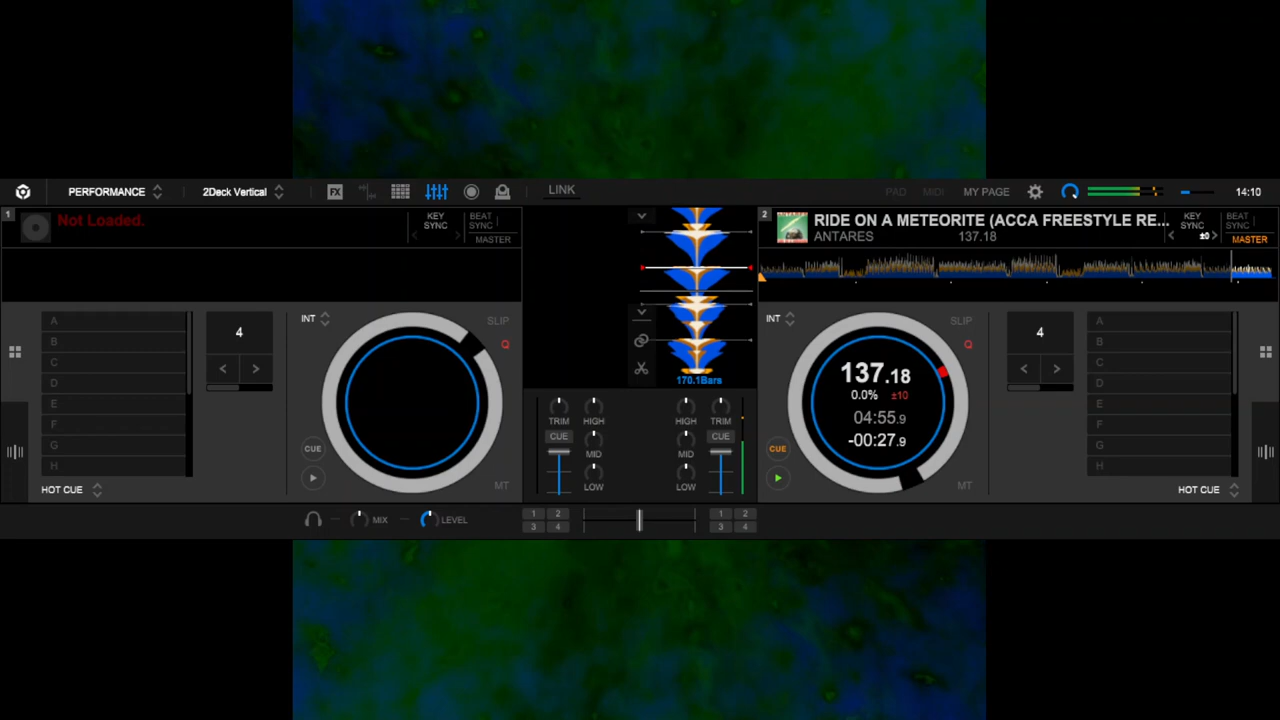 PERFORMANCE 2Deck Vertical FX LINK PAD MIDI MY PAGE 14:10
1 Not Loaded. KEY SYNC BEAT SYNC MASTER
2 RIDE ON A METEORITE (ACCA FREESTYLE RE... KEY SYNC BEAT SYNC
ANTARES 137.18 ±0 MASTER
A
B
C
D
E
F
G
H
HOT CUE
4
INT
SLIP
Q
CUE
MT
170.1Bars
TRIM HIGH HIGH TRIM
CUE MID MID CUE
LOW LOW
INT
SLIP
Q
137.18
0.0% ±10
04:55.9
-00:27.9
CUE
MT
4
A
B
C
D
E
F
G
H
HOT CUE
MIX LEVEL
1 2 1 2
3 4 3 4